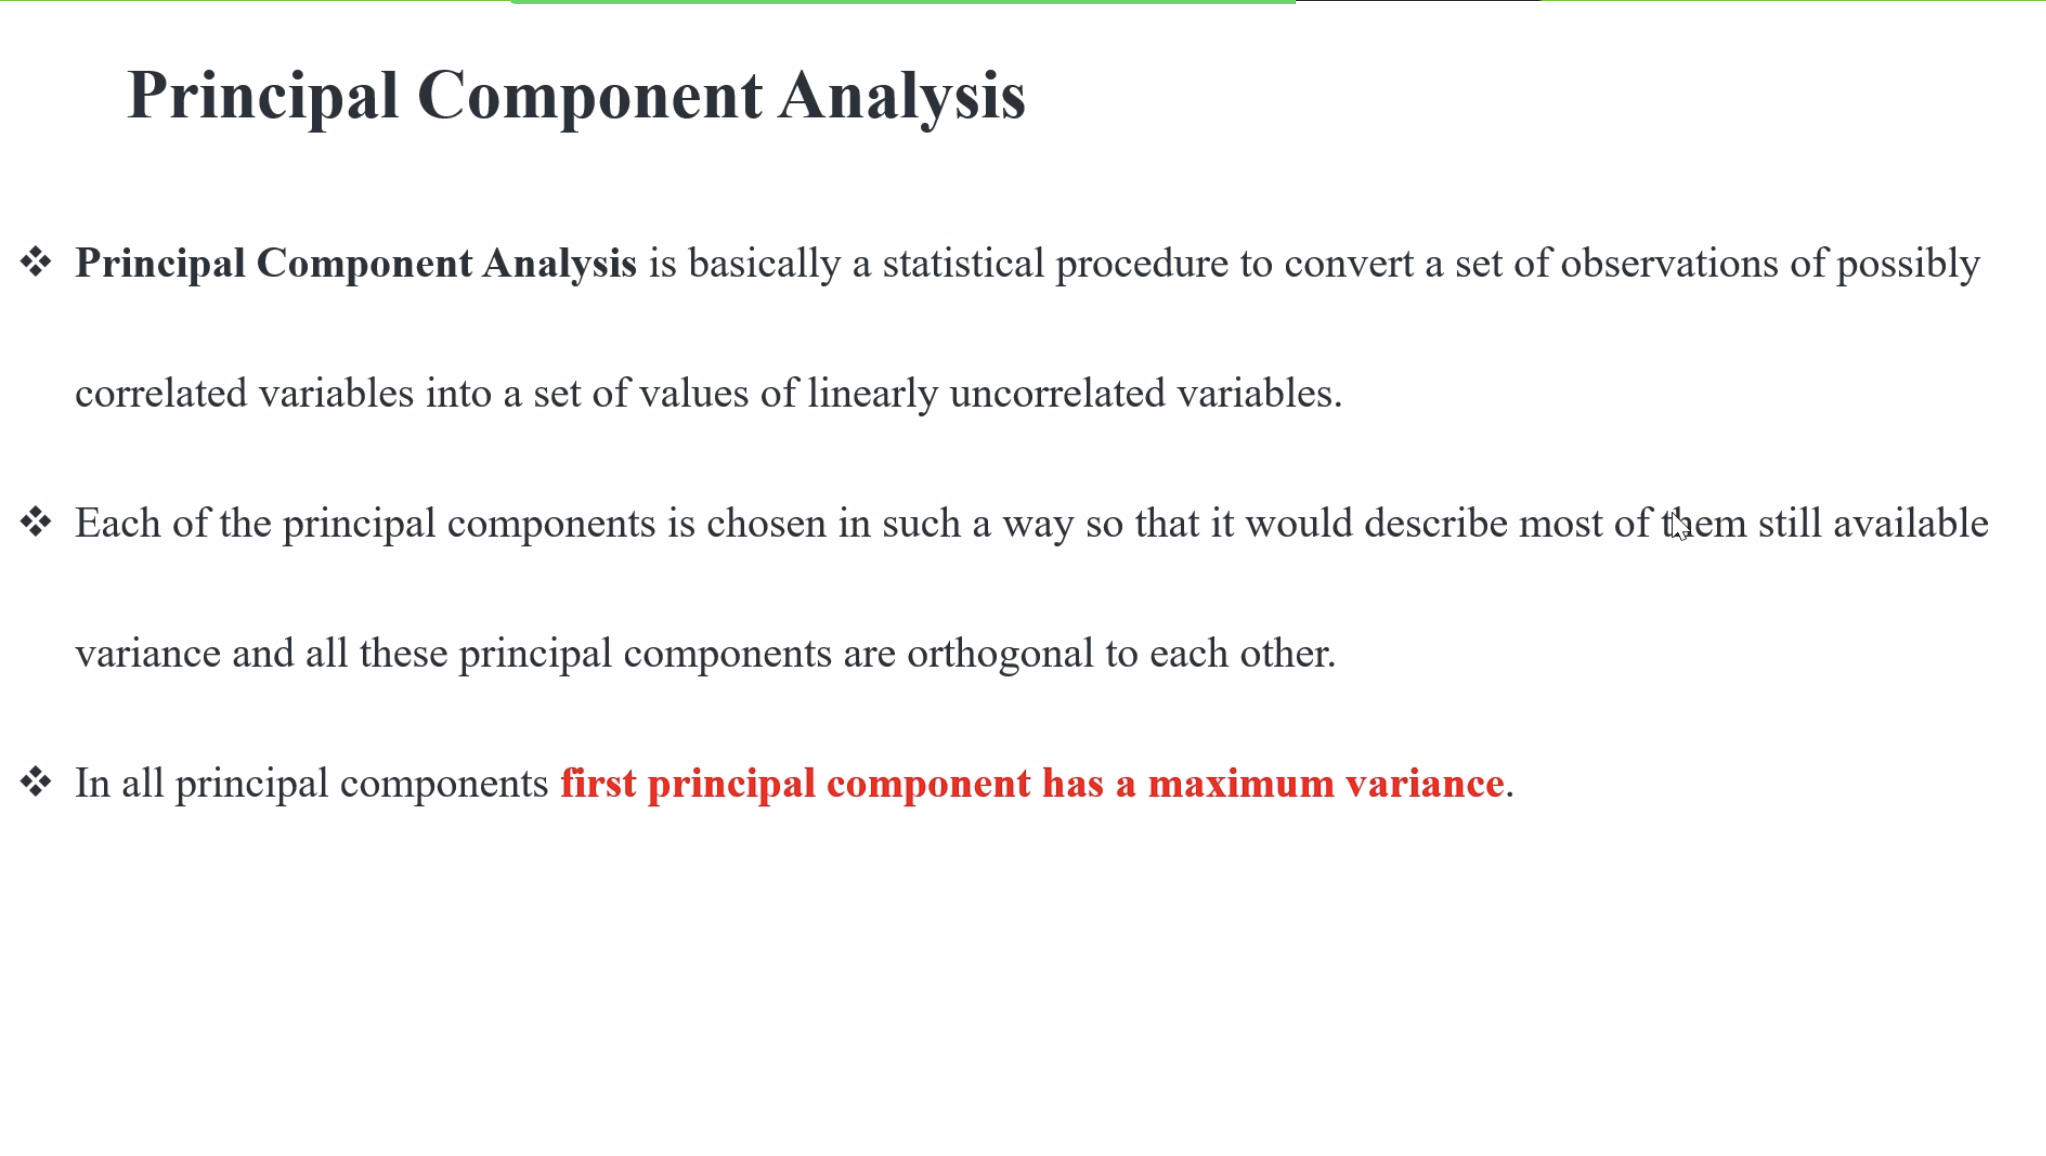 Principal Component Analysis
❖ Principal Component Analysis is basically a statistical procedure to convert a set of observations of possibly
correlated variables into a set of values of linearly uncorrelated variables.
❖ Each of the principal components is chosen in such a way so that it would describe most of them still available
variance and all these principal components are orthogonal to each other.
❖ In all principal components first principal component has a maximum variance.